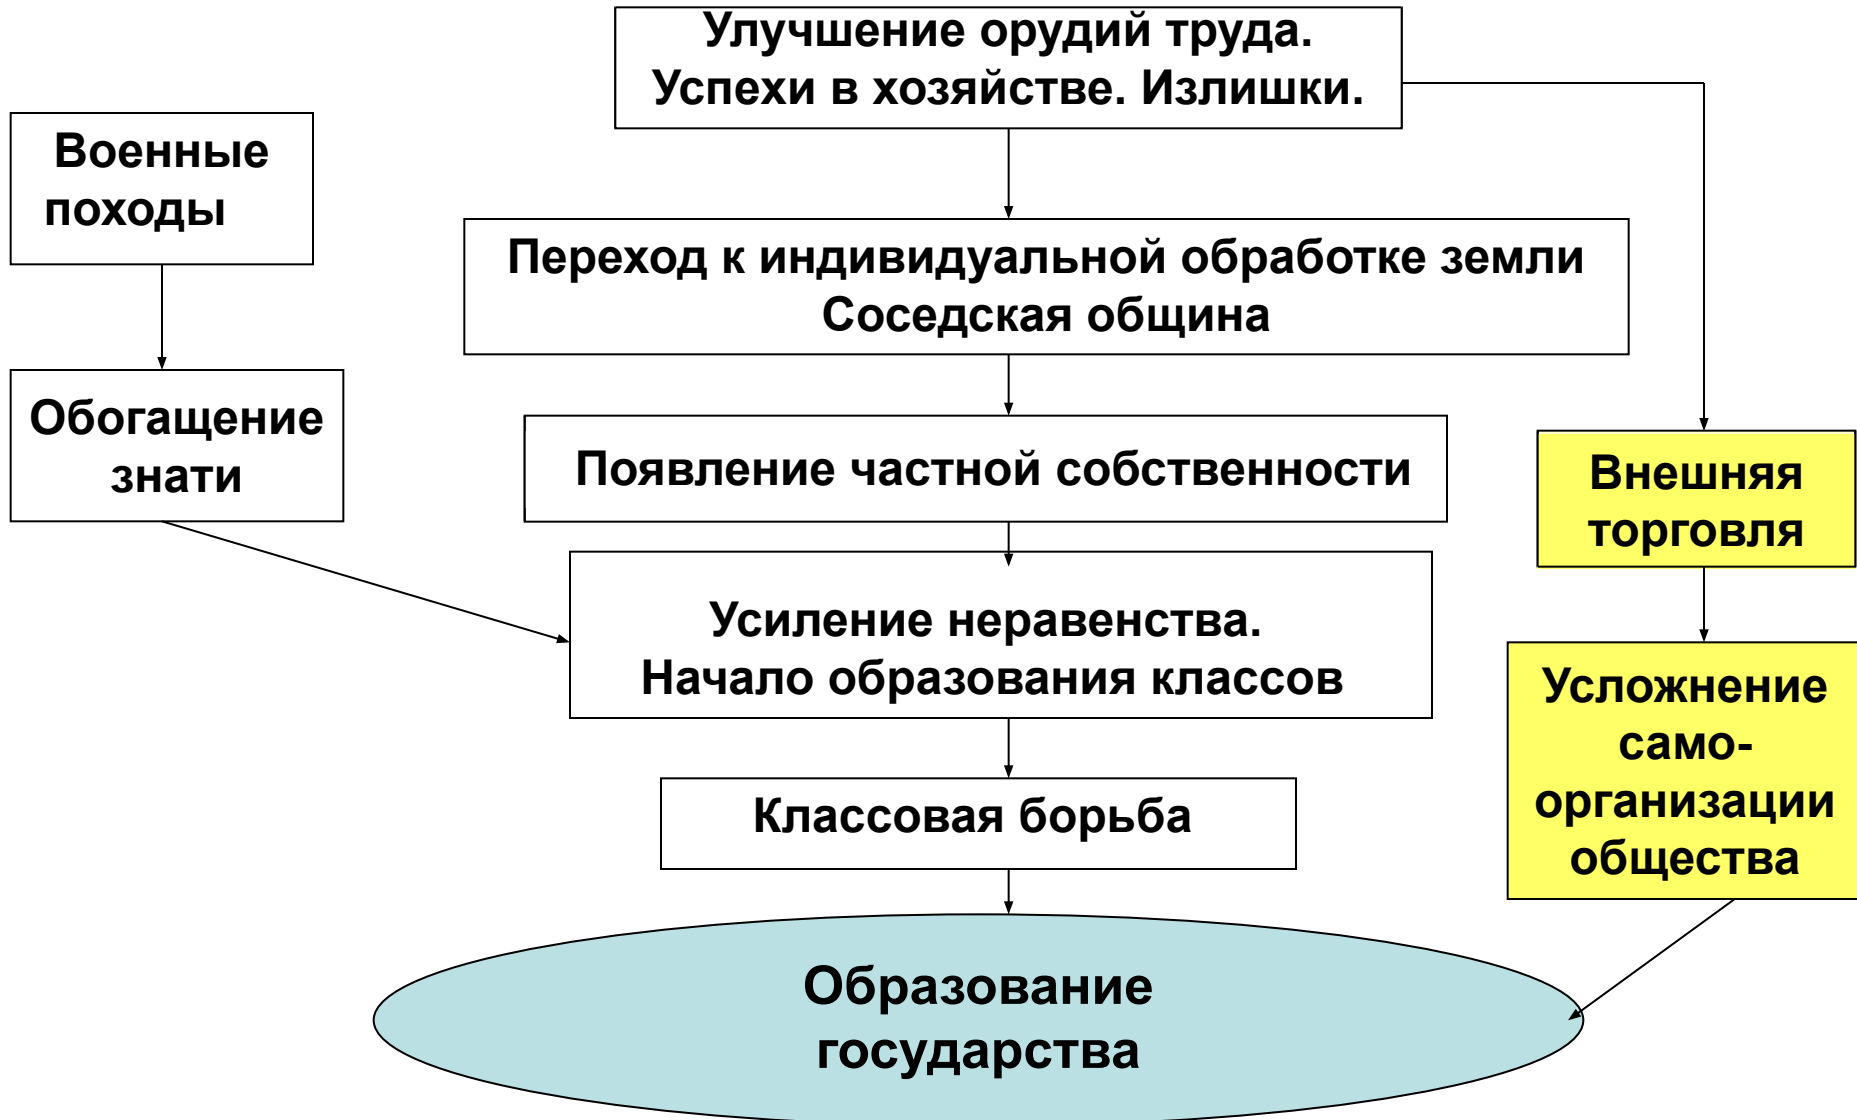 Улучшение орудий труда.
Успехи в хозяйстве. Излишки.
Военные
походы
Переход к индивидуальной обработке земли
Соседская община
Обогащение
знати
Появление частной собственности
Внешняя
торговля
Усиление неравенства.
Начало образования классов
Усложнение
само-
организации
общества
Классовая борьба
Образование
государства